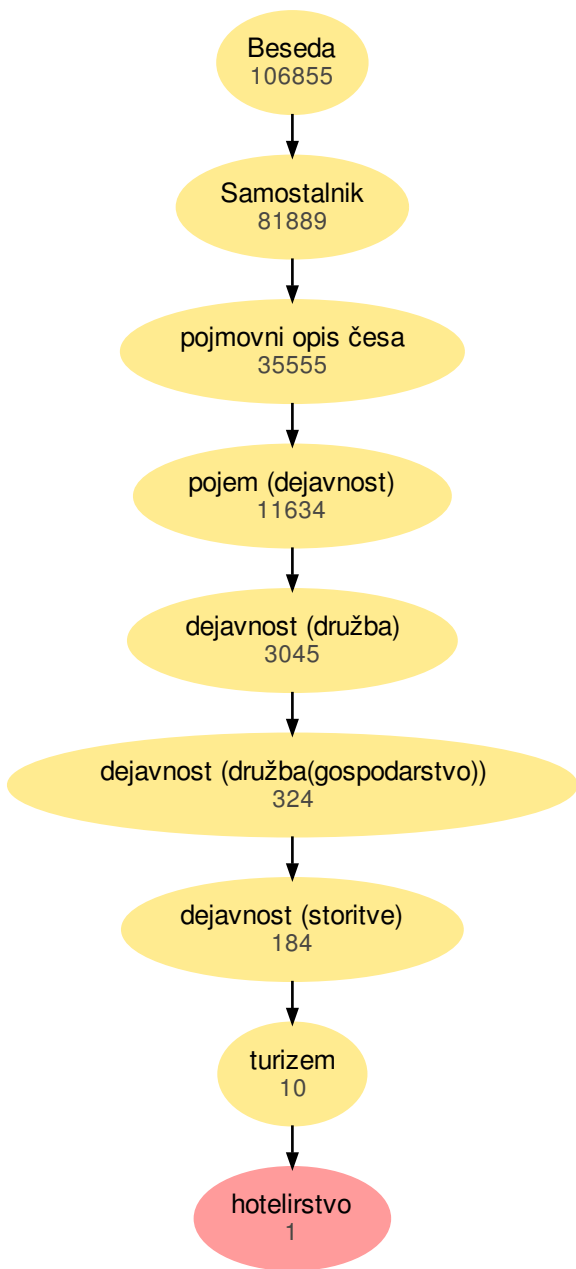 Beseda
106855
Samostalnik
81889
pojmovni opis česa
35555
pojem (dejavnost)
11634
dejavnost (družba)
3045
dejavnost (družba(gospodarstvo))
324
dejavnost (storitve)
184
turizem
10
hotelirstvo
1